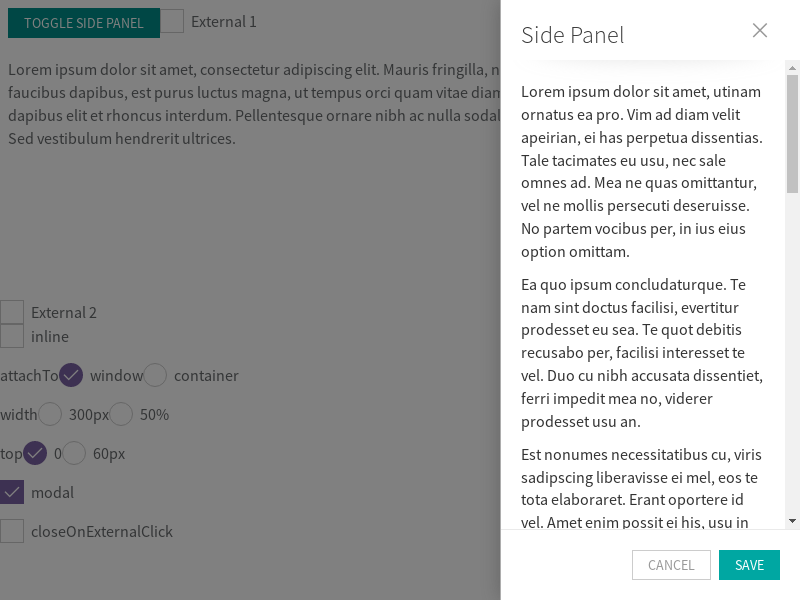 TOGGLE SIDE PANEL
External 1
Lorem ipsum dolor sit amet, consectetur adipiscing elit. Mauris fringilla,
faucibus dapibus, est purus luctus magna, ut tempus orci quam vitae
dapibus elit et rhoncus interdum. Pellentesque ornare nibh ac nulla
Sed vestibulum hendrerit ultrices.
External 2
inline
attachTo window container
width 300px 50%
top 0 60px
modal
closeOnExternalClick
Side Panel
Lorem ipsum dolor sit amet, utinam
ornatus ea pro. Vim ad diam velit
apeirian, ei has perpetua dissentias.
Tale tacimates eu usu, nec sale
omnes ad. Mea ne quas omittantur,
vel ne mollis persecuti deseruisse.
No partem vocibus per, in ius eius
option omittam.
Ea quo ipsum concludaturque. Te
nam sint doctus facilisi, evertitur
prodesset eu sea. Te quot debitis
recusabo per, facilisi interesset te
vel. Duo cu nibh accusata dissentiet,
ferri impedit mea no, viderer
prodesset usu an.
Est nonumes necessitatibus cu, viris
sadipscing liberavisse ei mel, eos te
tota elaboraret. Erant oportere id
vel. Amet enim possit ei his, usu in
CANCEL
SAVE